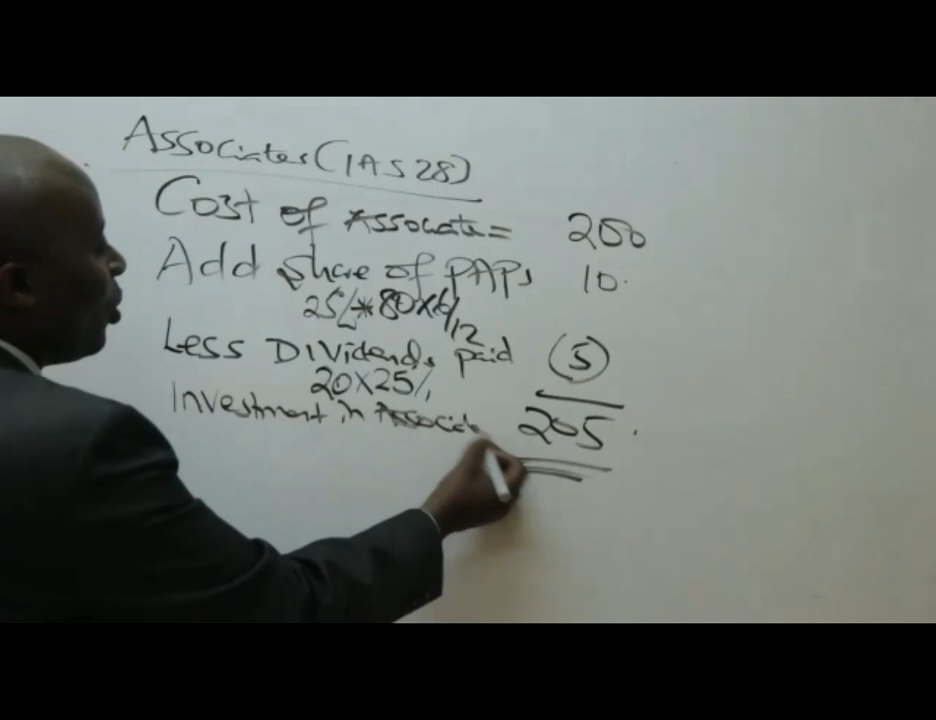 Associates (IAS 28)
Cost of Assocate = 200
Add share of PAPs 10.
25% * 80 x 6/12
Less Dividends paid (5)
20 x 25%
Investment in Associate 205